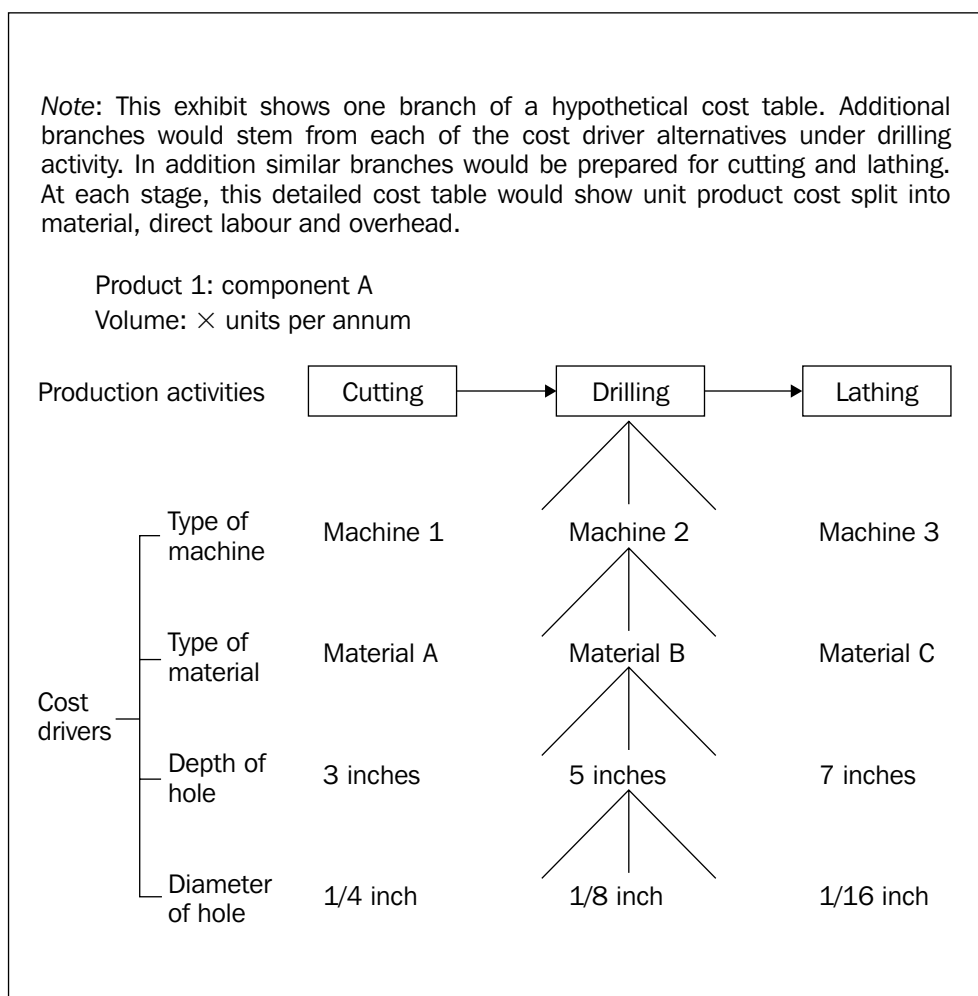 Note: This exhibit shows one branch of a hypothetical cost table. Additional
branches would stem from each of the cost driver alternatives under drilling
activity. In addition similar branches would be prepared for cutting and lathing.
At each stage, this detailed cost table would show unit product cost split into
material, direct labour and overhead.
Product 1: component A
Volume: × units per annum
Production activities Cutting Drilling Lathing
Type of
machine
Machine 1 Machine 2 Machine 3
Type of
material
Material A Material B Material C
Cost
drivers
Depth of
hole
3 inches 5 inches 7 inches
Diameter
of hole
1/4 inch 1/8 inch 1/16 inch